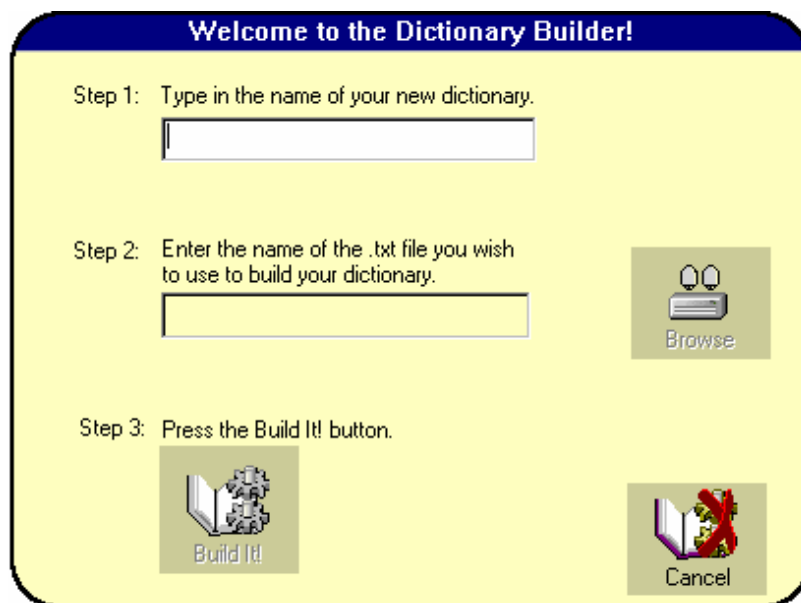 Welcome to the Dictionary Builder!
Step 1: Type in the name of your new dictionary.
Step 2: Enter the name of the .txt file you wish
to use to build your dictionary.
Browse
Step 3: Press the Build It! button.
Build It!
Cancel